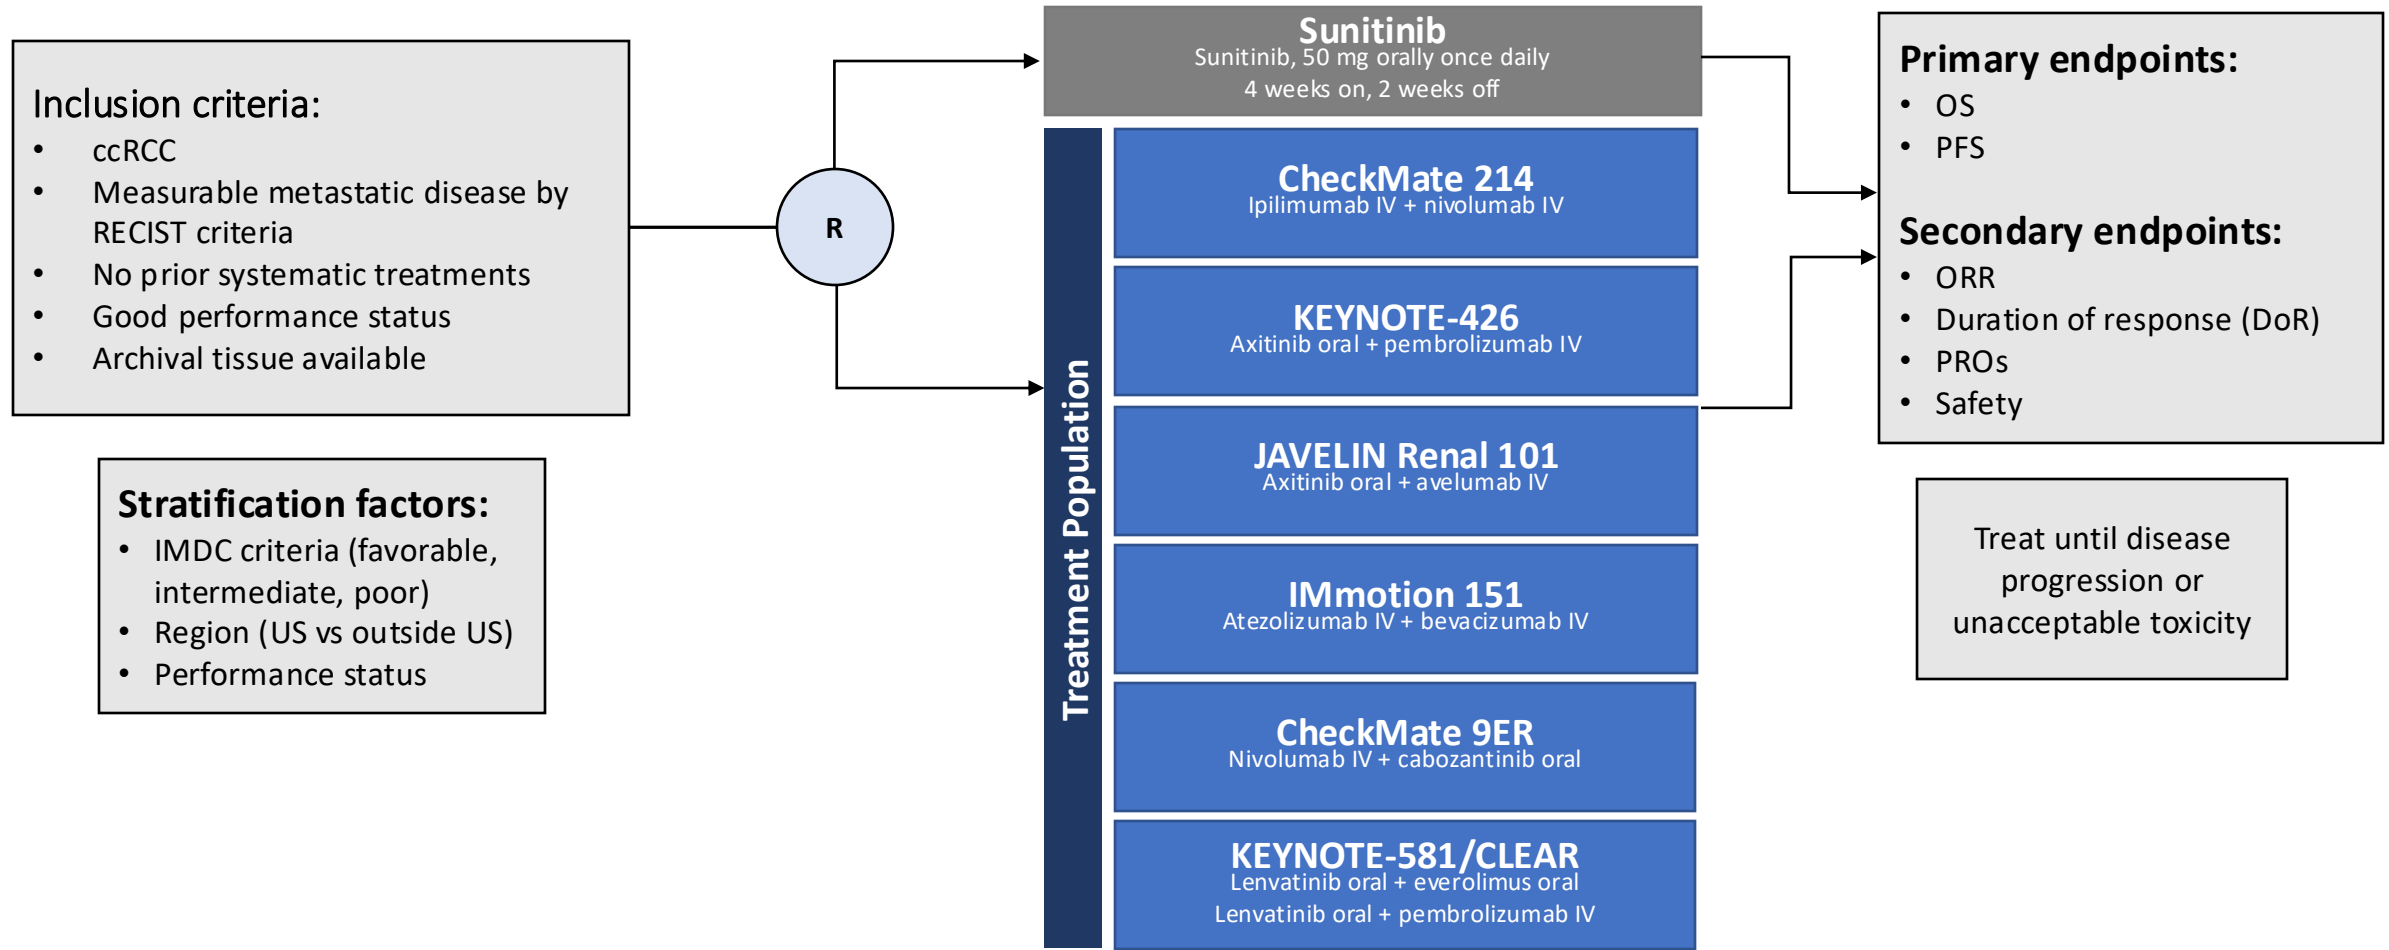 Inclusion criteria:
• ccRCC
• Measurable metastatic disease by
RECIST criteria
• No prior systematic treatments
• Good performance status
• Archival tissue available
Stratification factors:
• IMDC criteria (favorable,
intermediate, poor)
• Region (US vs outside US)
• Performance status
R
Sunitinib
Sunitinib, 50 mg orally once daily
4 weeks on, 2 weeks off
Treatment Population
CheckMate 214
Ipilimumab IV + nivolumab IV
KEYNOTE-426
Axitinib oral + pembrolizumab IV
JAVELIN Renal 101
Axitinib oral + avelumab IV
IMmotion 151
Atezolizumab IV + bevacizumab IV
CheckMate 9ER
Nivolumab IV + cabozantinib oral
KEYNOTE-581/CLEAR
Lenvatinib oral + everolimus oral
Lenvatinib oral + pembrolizumab IV
Primary endpoints:
• OS
• PFS
Secondary endpoints:
• ORR
• Duration of response (DoR)
• PROs
• Safety
Treat until disease
progression or
unacceptable toxicity